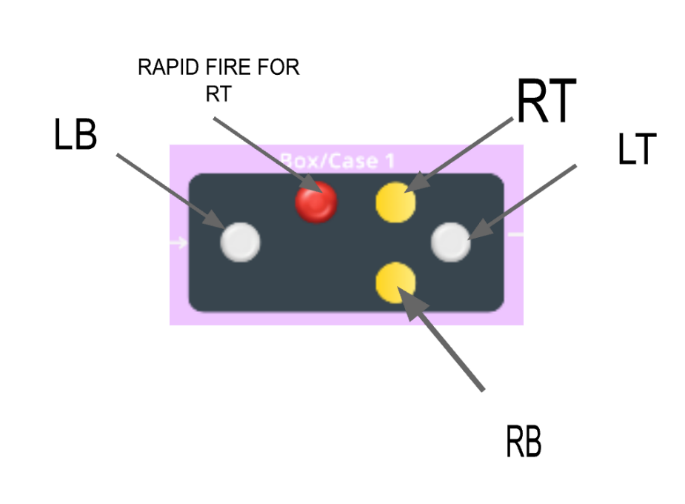 RAPID FIRE FOR
RT
RT
LB
LT
Box/Case 1
RB